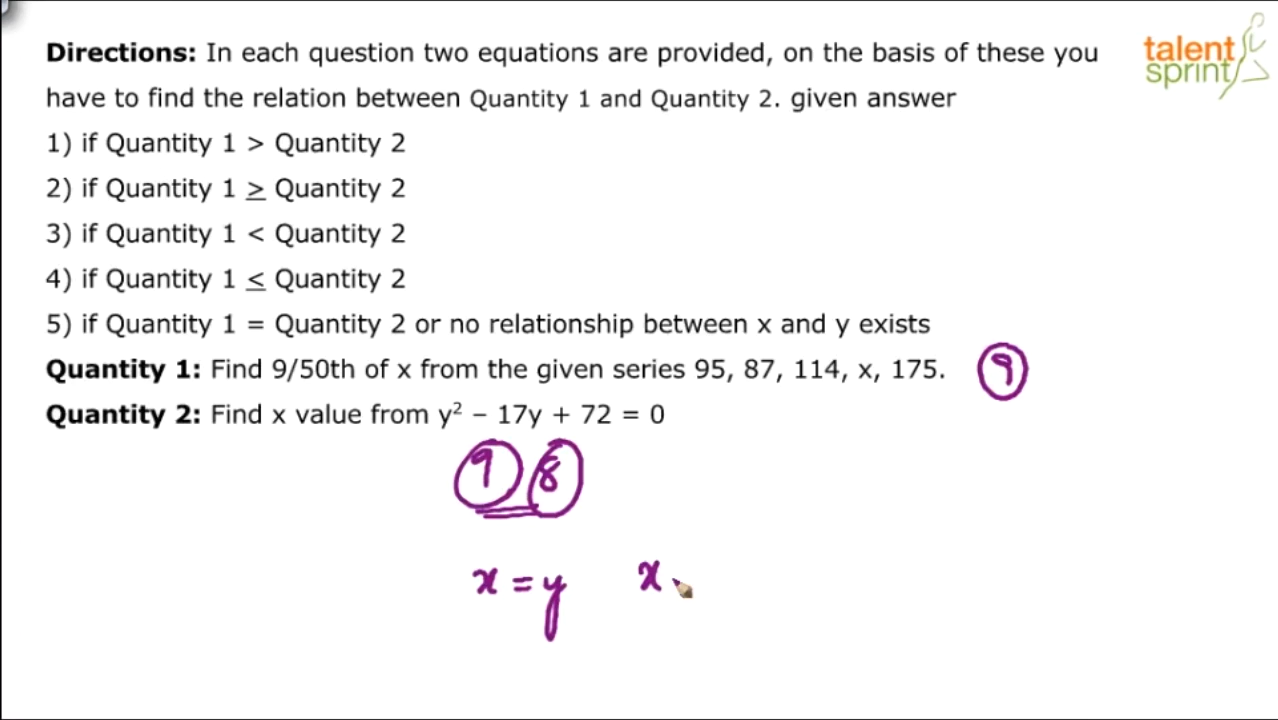 talent
sprint
Directions: In each question two equations are provided, on the basis of these you
have to find the relation between Quantity 1 and Quantity 2. given answer
1) if Quantity 1 > Quantity 2
2) if Quantity 1 ≥ Quantity 2
3) if Quantity 1 < Quantity 2
4) if Quantity 1 ≤ Quantity 2
5) if Quantity 1 = Quantity 2 or no relationship between x and y exists
Quantity 1: Find 9/50th of x from the given series 95, 87, 114, x, 175. 9
Quantity 2: Find x value from y² – 17y + 72 = 0
9 8
x = y x